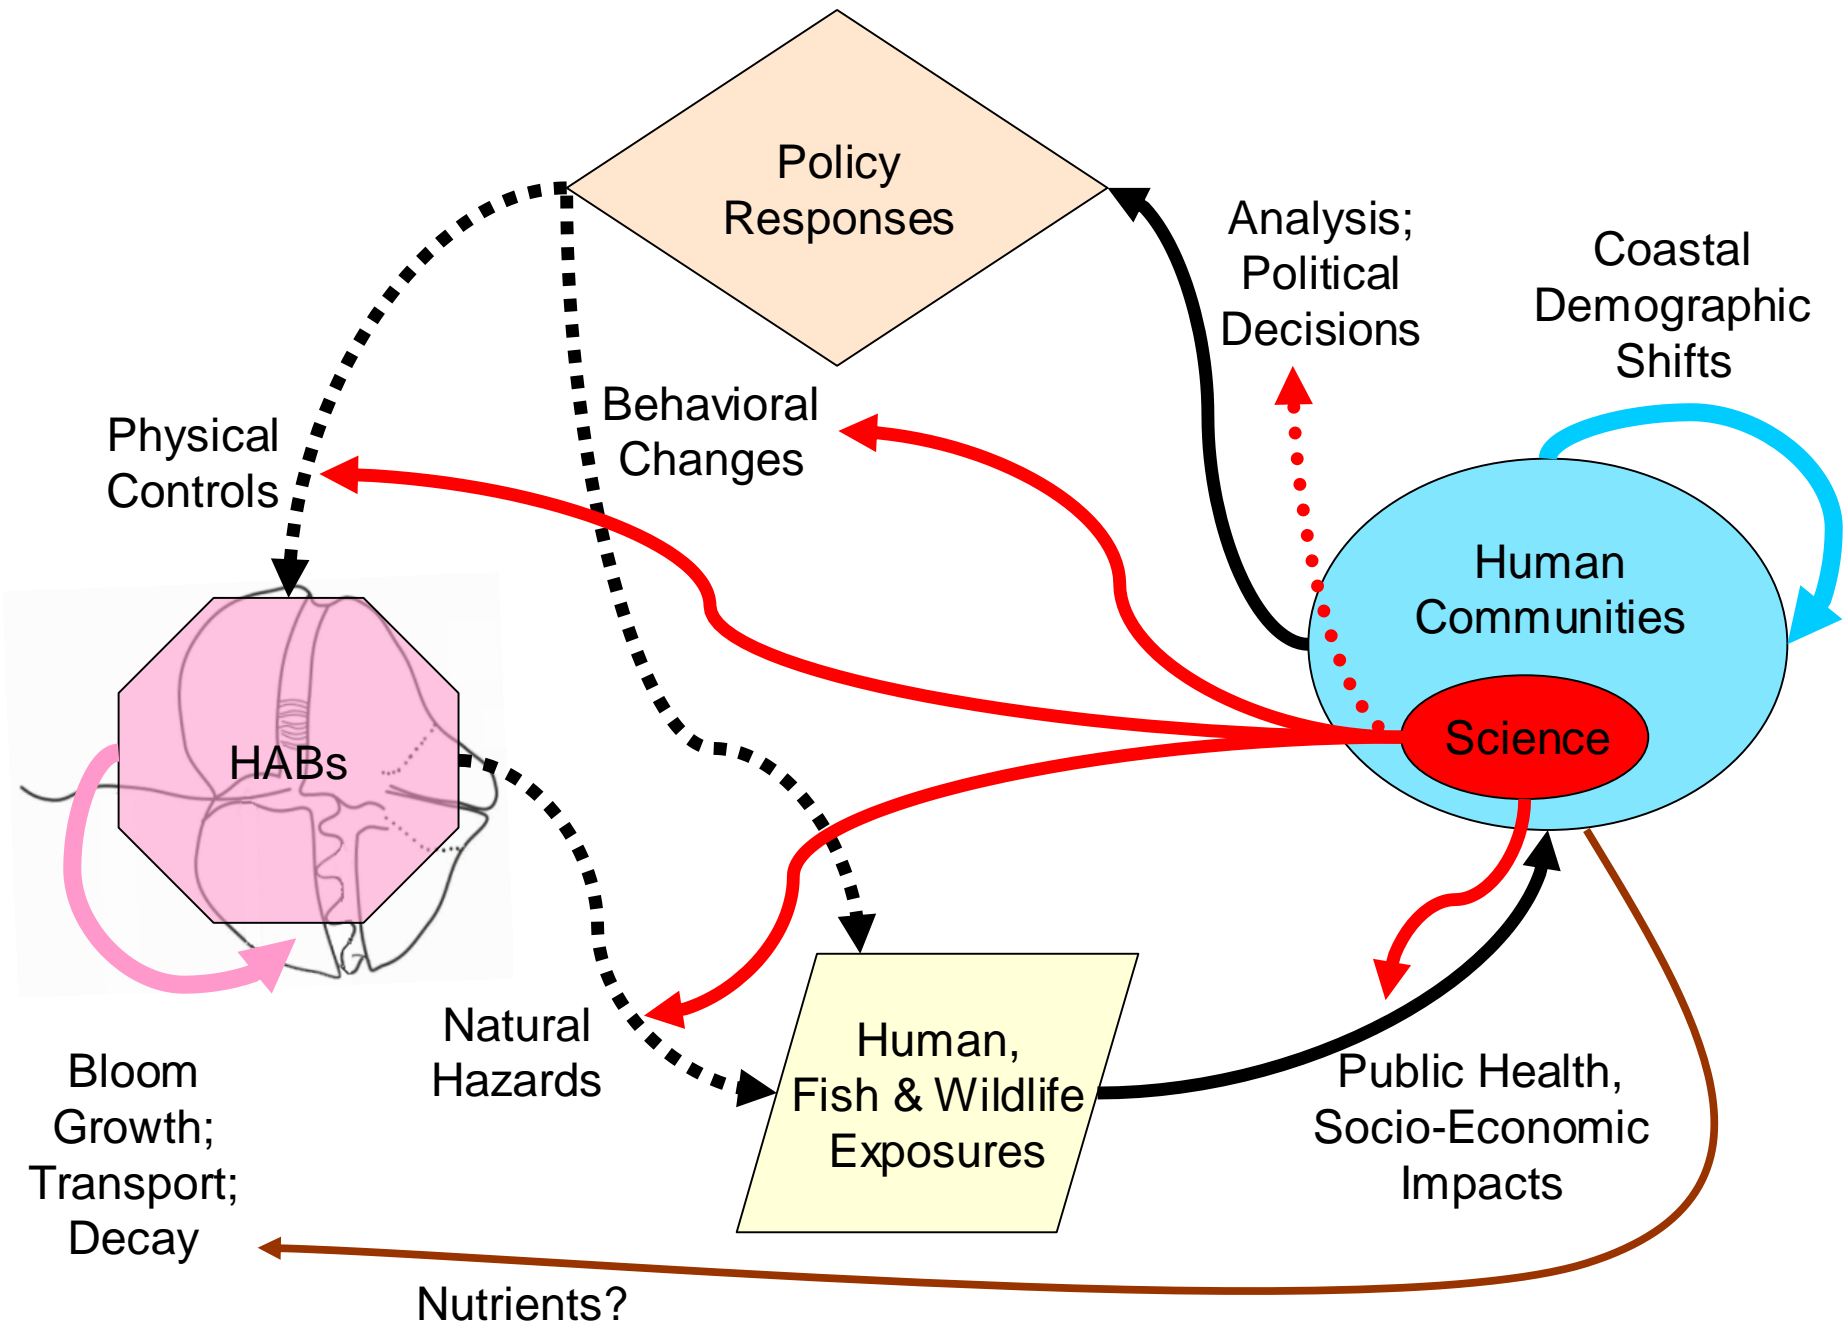 Policy
Responses
Analysis;
Political
Decisions
Coastal
Demographic
Shifts
Behavioral
Changes
Physical
Controls
Human
Communities
Science
HABs
Natural
Hazards
Human,
Fish & Wildlife
Exposures
Public Health,
Socio-Economic
Impacts
Bloom
Growth;
Transport;
Decay
Nutrients?